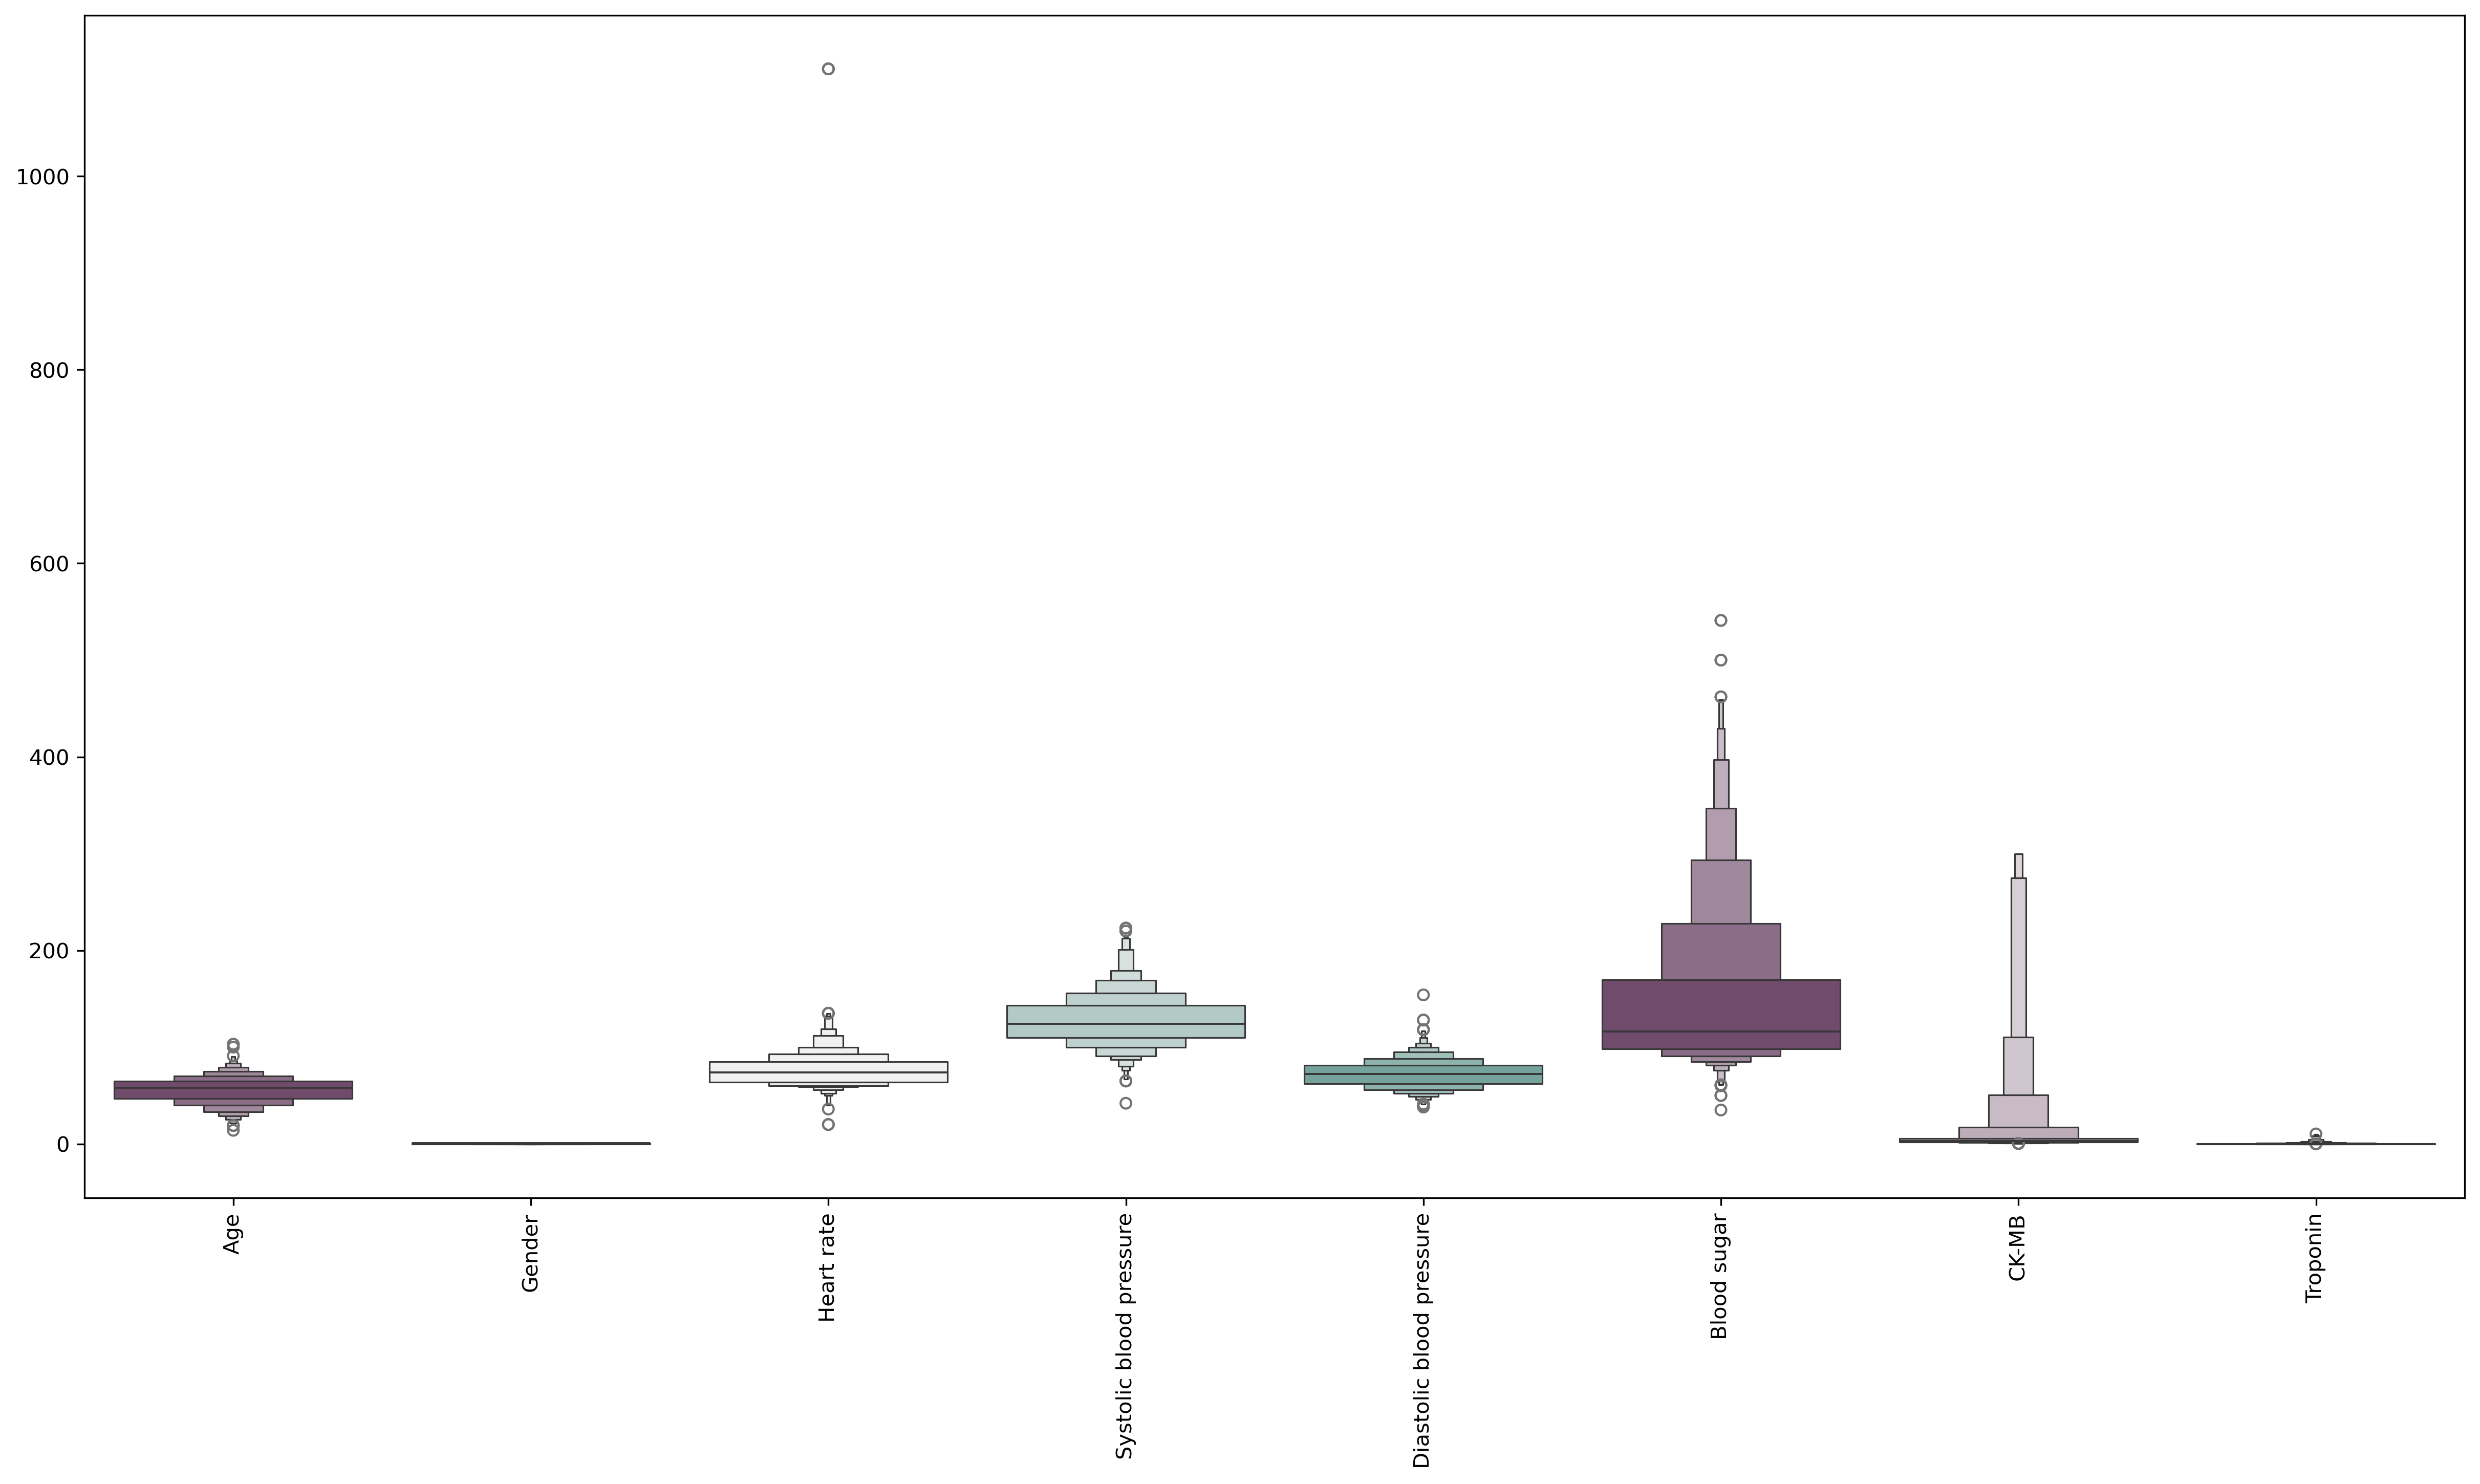 1000
800
600
400
200
0
Age
Gender
Heart rate
Systolic blood pressure
Diastolic blood pressure
Blood sugar
CK-MB
Troponin